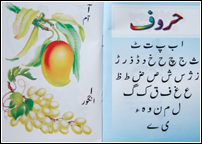 حروف
ا ب پ ت ٹ
ث ج چ ح خ د ڈ ذ ر ڑ
ز ژ س ش ص ض ط ظ
ع غ ف ق ک گ
ل م ن و ہ ء
ی ے
آ
آم
ا
انگور